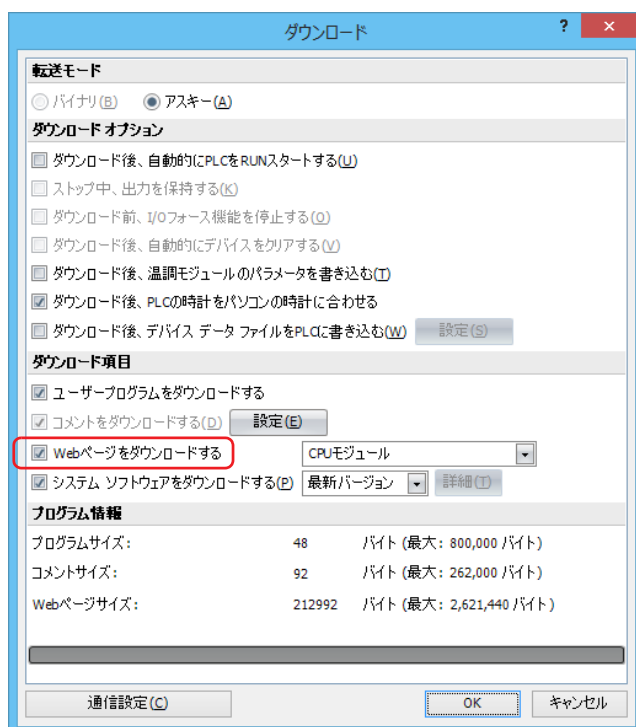 ダウンロード ? ×
転送モード
バイナリ(B) アスキー(A)
ダウンロード オプション
ダウンロード後、自動的にPLCをRUNスタートする(U)
ストップ中、出力を保持する(K)
ダウンロード前、I/Oフォース機能を停止する(O)
ダウンロード後、自動的にデバイスをクリアする(V)
ダウンロード後、温調モジュールのパラメータを書き込む(T)
ダウンロード後、PLCの時計をパソコンの時計に合わせる
ダウンロード後、デバイス データ ファイルをPLCに書き込む(W) 設定(S)
ダウンロード項目
ユーザープログラムをダウンロードする
コメントをダウンロードする(D) 設定(E)
Webページをダウンロードする CPUモジュール
システム ソフトウェアをダウンロードする(P) 最新バージョン 詳細(T)
プログラム情報
プログラムサイズ: 48 バイト (最大: 800,000 バイト)
コメントサイズ: 92 バイト (最大: 262,000 バイト)
Webページサイズ: 212992 バイト (最大: 2,621,440 バイト)
通信設定(C) OK キャンセル